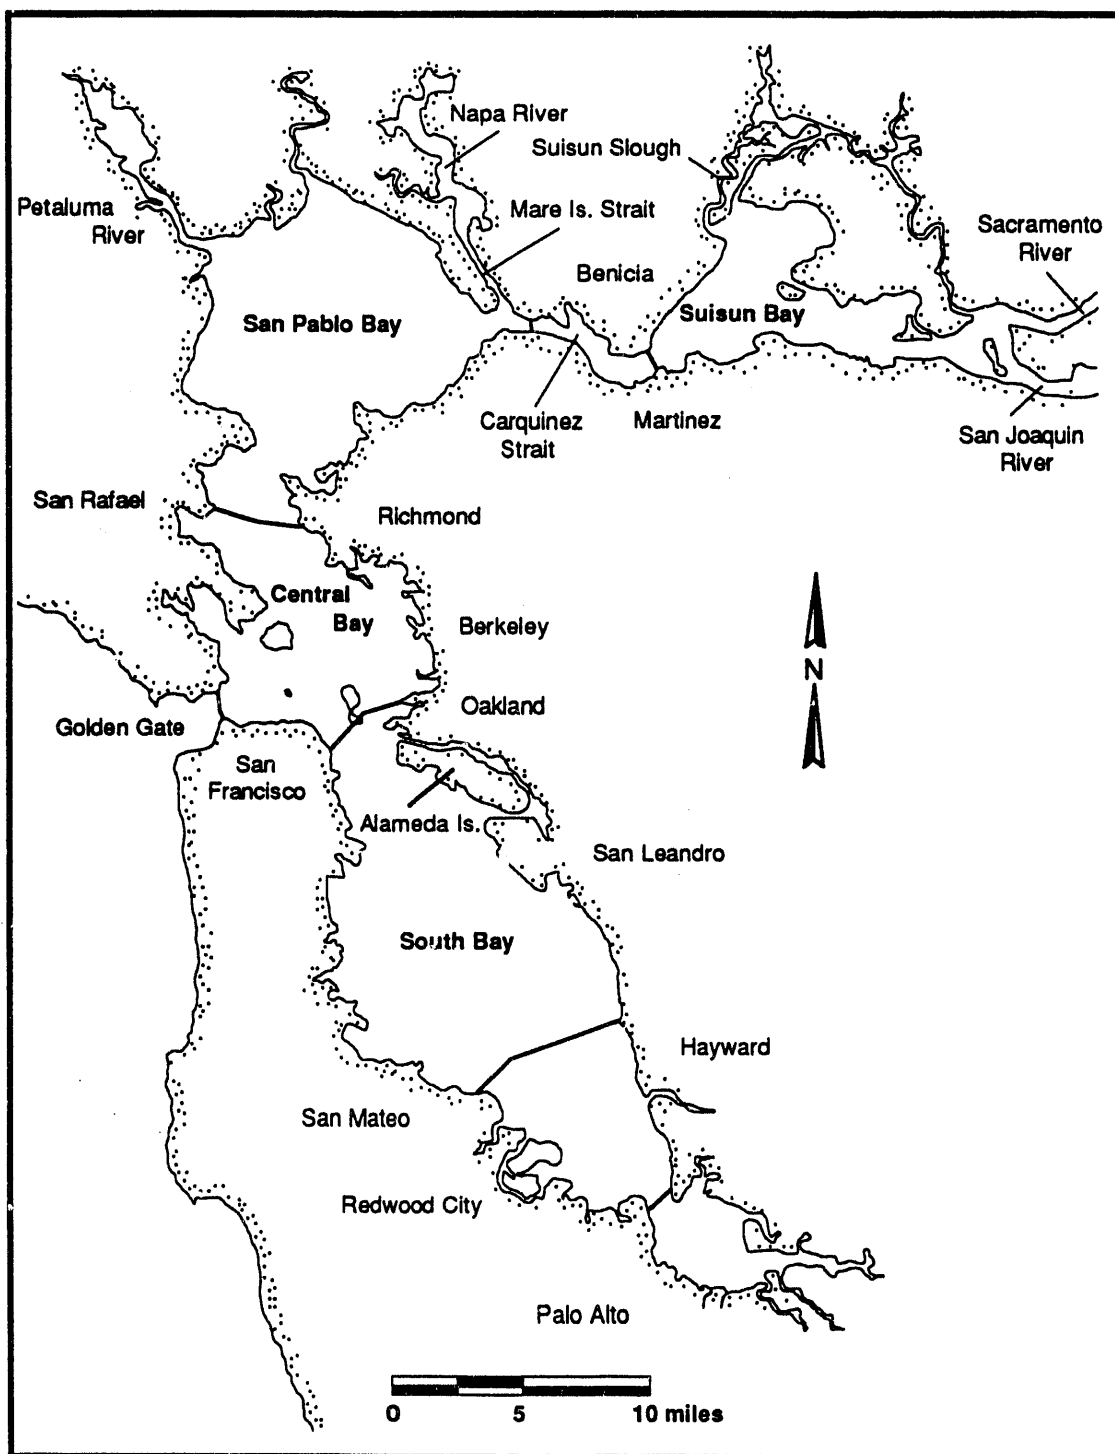 Napa River
Suisun Slough
Petaluma
River
Mare Is. Strait
Sacramento
River
Benicia
San Pablo Bay
Suisun Bay
Carquinez
Strait
Martinez
San Joaquin
River
San Rafael
Richmond
Central
Bay
Berkeley
N
Golden Gate
Oakland
San
Francisco
Alameda Is.
San Leandro
South Bay
Hayward
San Mateo
Redwood City
Palo Alto
0 5 10 miles